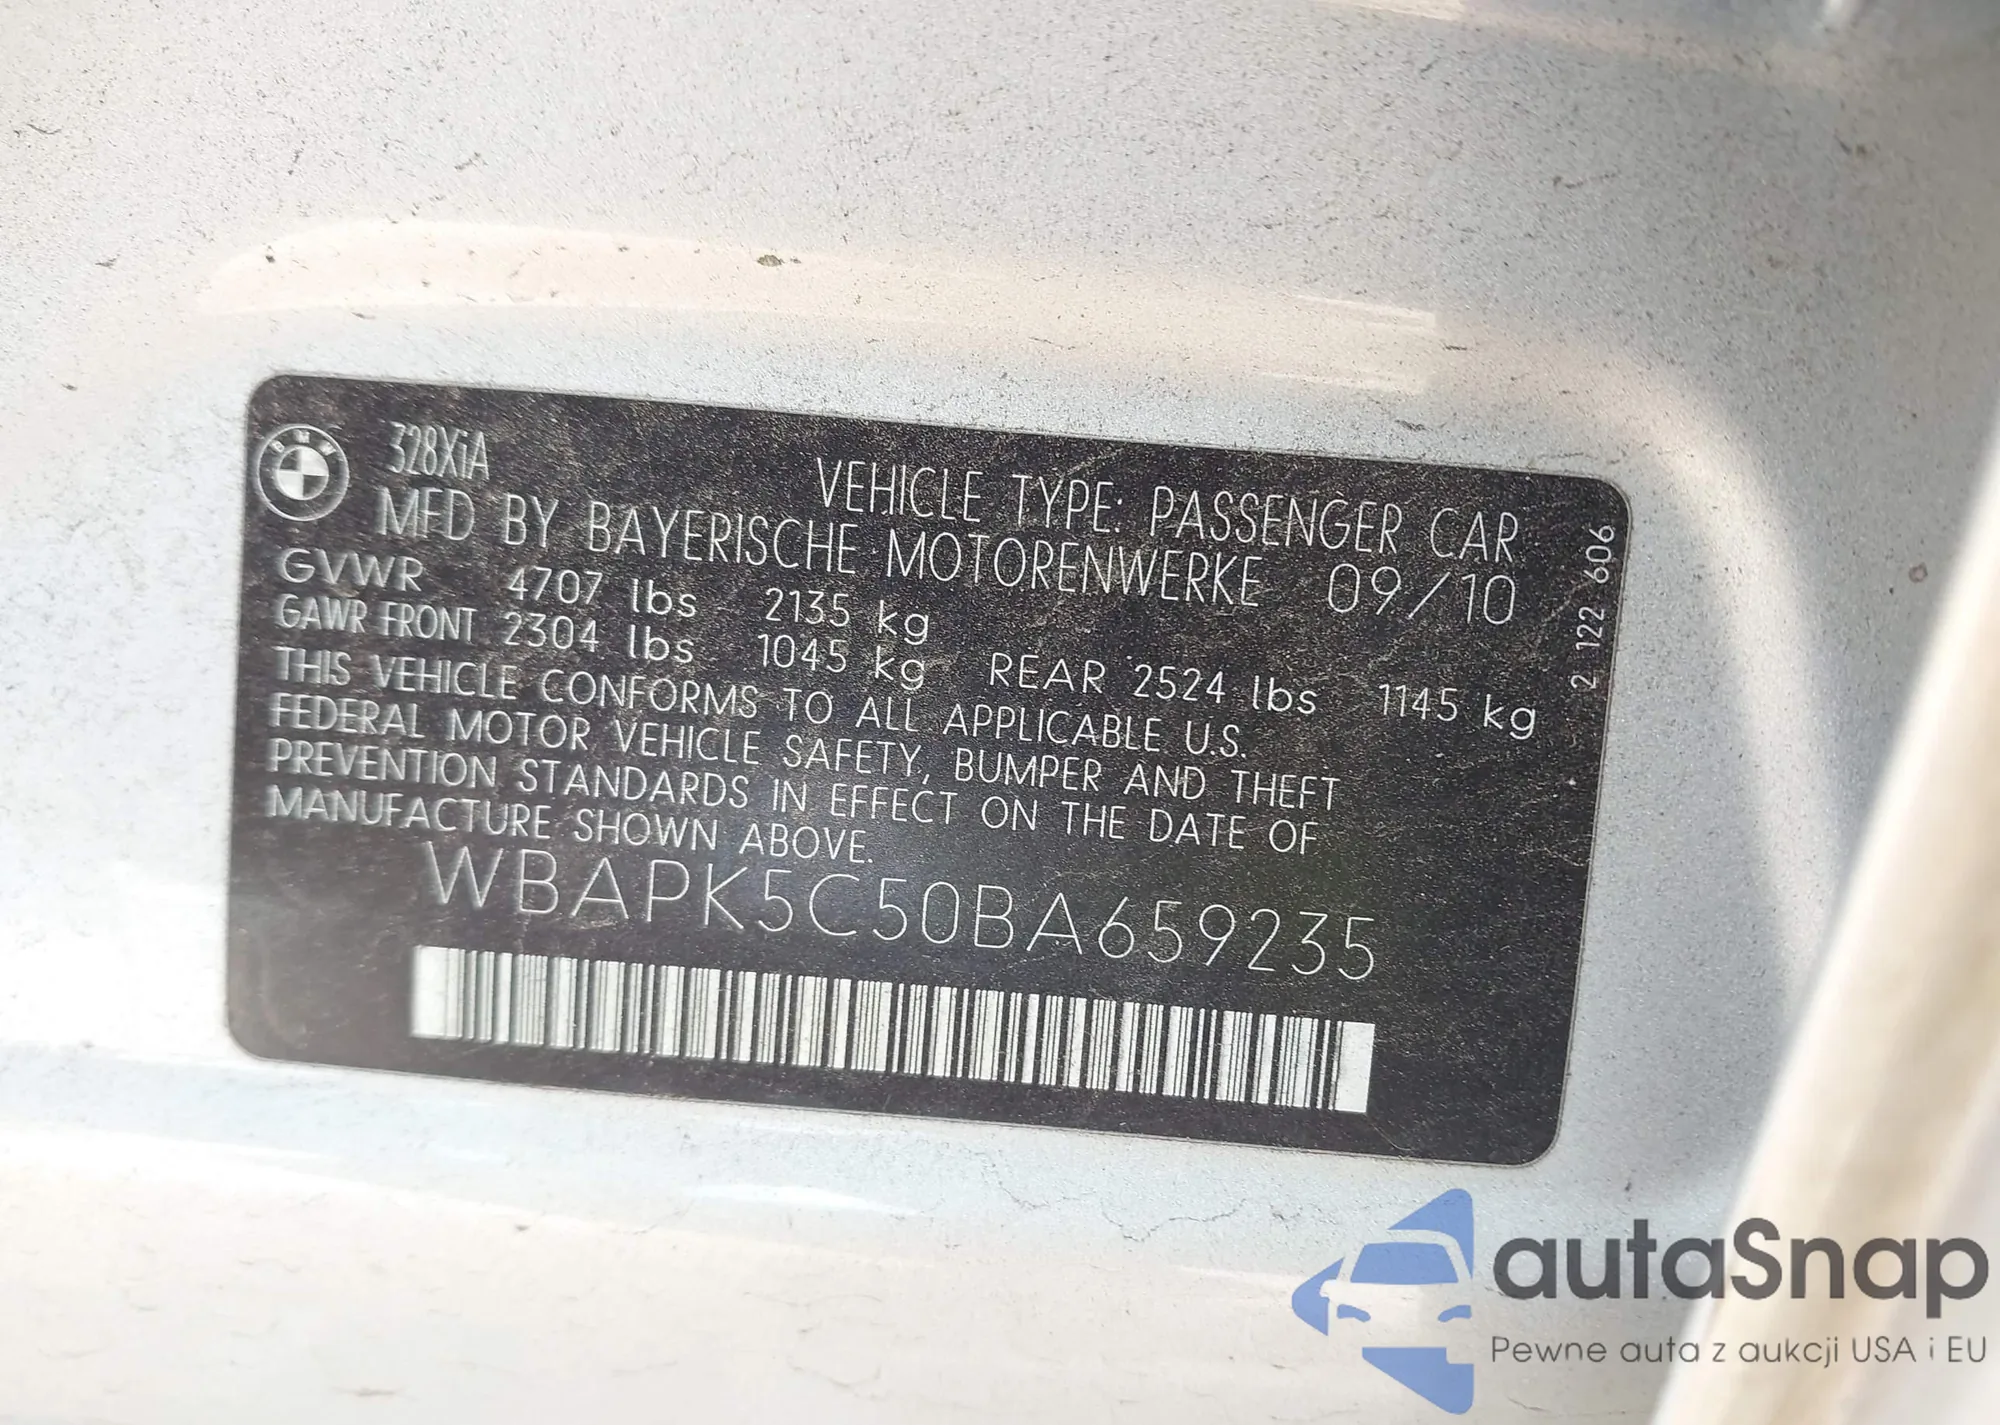 BMW
328XiA
VEHICLE TYPE: PASSENGER CAR
MFD BY BAYERISCHE MOTORENWERKE 09/10
GVWR 4707 lbs 2135 kg
GAWR FRONT 2304 lbs 1045 kg REAR 2524 lbs 1145 kg
THIS VEHICLE CONFORMS TO ALL APPLICABLE U.S.
FEDERAL MOTOR VEHICLE SAFETY, BUMPER AND THEFT
PREVENTION STANDARDS IN EFFECT ON THE DATE OF
MANUFACTURE SHOWN ABOVE.
WBAPK5C50BA659235
2 122 606
autaSnap
Pewne auta z aukcji USA i EU